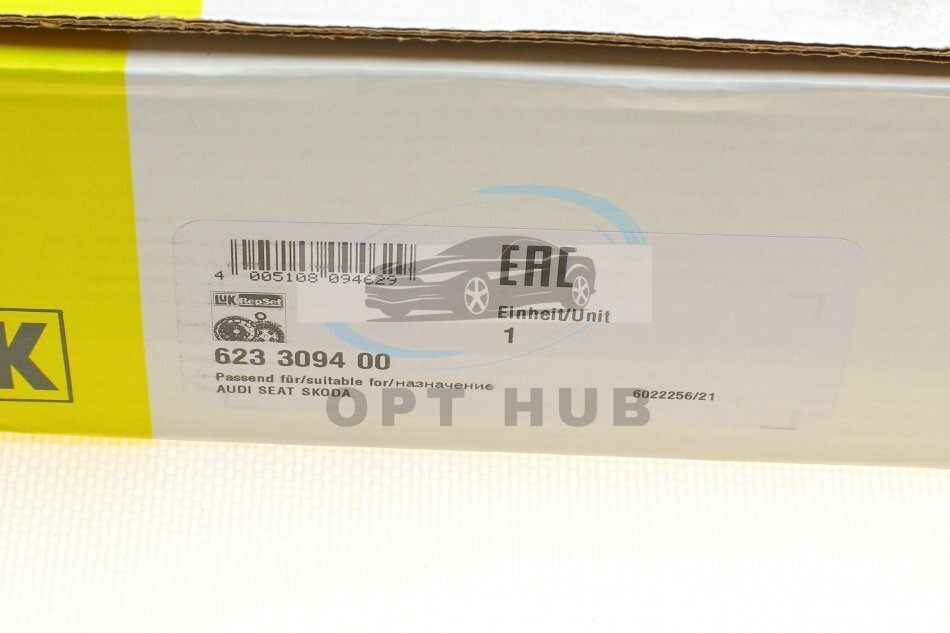 EAC
4 005108 094629
LUK RepSet
Einheit/Unit
1
623 3094 00
Passend für/suitable for/назначение
AUDI SEAT SKODA
6022256/21
OPT HUB
K